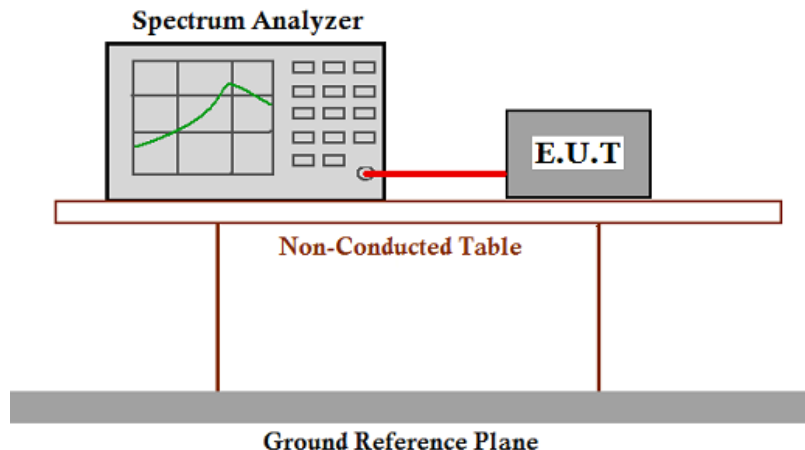 Spectrum Analyzer
E.U.T
Non-Conducted Table
Ground Reference Plane